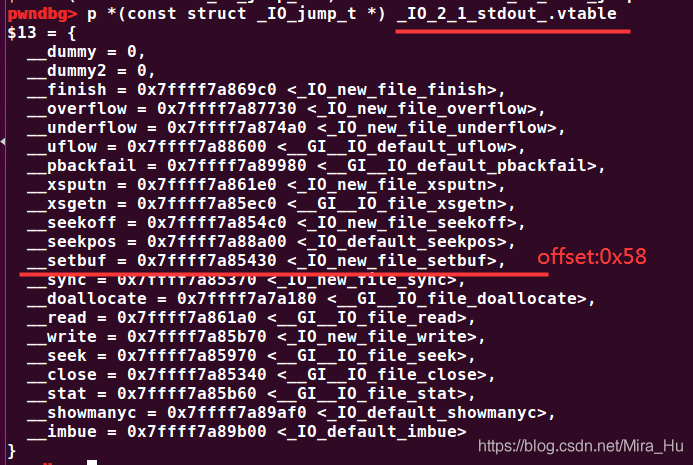 pwndbg> p *(const struct _IO_jump_t *) _IO_2_1_stdout_.vtable
$13 = {
  __dummy = 0,
  __dummy2 = 0,
  __finish = 0x7ffff7a869c0 <_IO_new_file_finish>,
  __overflow = 0x7ffff7a87730 <_IO_new_file_overflow>,
  __underflow = 0x7ffff7a874a0 <_IO_new_file_underflow>,
  __uflow = 0x7ffff7a88600 <__GI__IO_default_uflow>,
  __pbackfail = 0x7ffff7a89980 <__GI__IO_default_pbackfail>,
  __xsputn = 0x7ffff7a861e0 <_IO_new_file_xsputn>,
  __xsgetn = 0x7ffff7a85ec0 <__GI__IO_file_xsgetn>,
  __seekoff = 0x7ffff7a854c0 <_IO_new_file_seekoff>,
  __seekpos = 0x7ffff7a88a00 <_IO_default_seekpos>,
  __setbuf = 0x7ffff7a85430 <_IO_new_file_setbuf>, offset:0x58
  __sync = 0x7ffff7a85370 <_IO_new_file_sync>,
  __doallocate = 0x7ffff7a7a180 <__GI__IO_file_doallocate>,
  __read = 0x7ffff7a861a0 <__GI__IO_file_read>,
  __write = 0x7ffff7a85b70 <_IO_new_file_write>,
  __seek = 0x7ffff7a85970 <__GI__IO_file_seek>,
  __close = 0x7ffff7a85340 <__GI__IO_file_close>,
  __stat = 0x7ffff7a85b60 <__GI__IO_file_stat>,
  __showmanyc = 0x7ffff7a89af0 <_IO_default_showmanyc>,
  __imbue = 0x7ffff7a89b00 <_IO_default_imbue>
}
https://blog.csdn.net/Mira_Hu